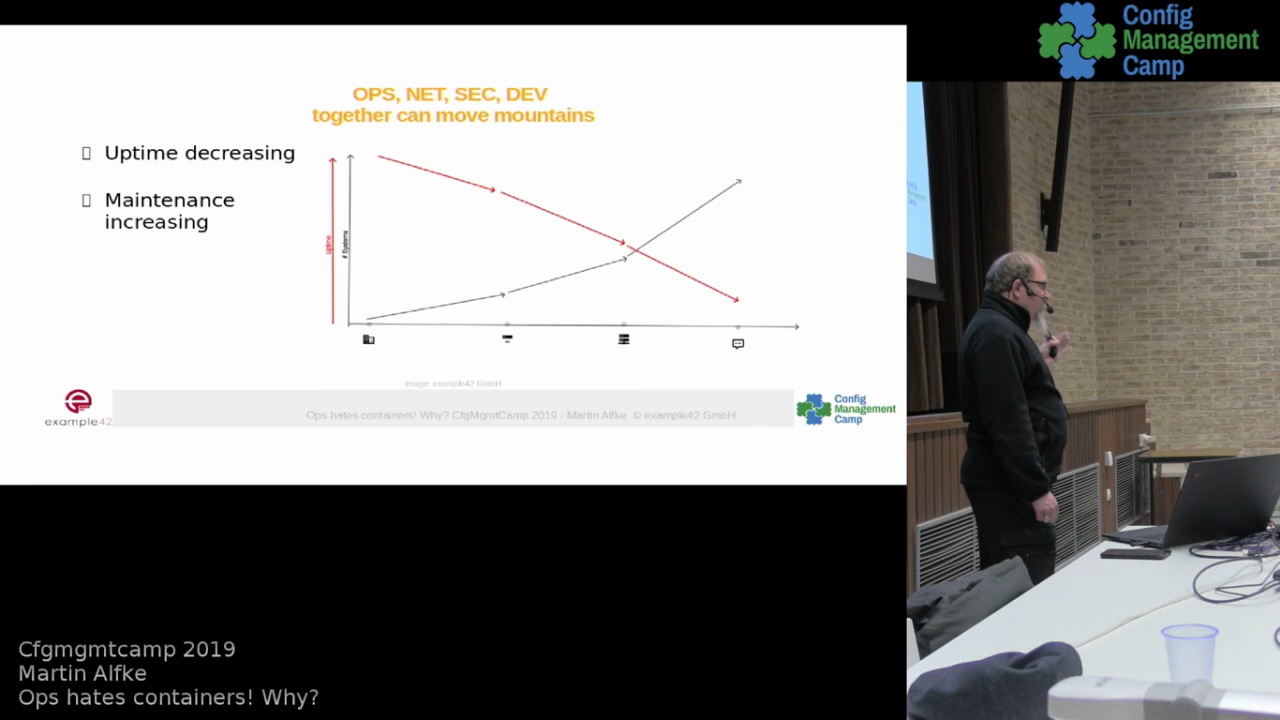 Config
Management
Camp
OPS, NET, SEC, DEV
together can move mountains
Uptime decreasing
Maintenance
increasing
Uptime
# Systems
Image: example42 GmbH
example42
Ops hates containers! Why? CfgMgmtCamp 2019 - Martin Alfke © example42 GmbH
Config
Management
Camp
Cfgmgmtcamp 2019
Martin Alfke
Ops hates containers! Why?